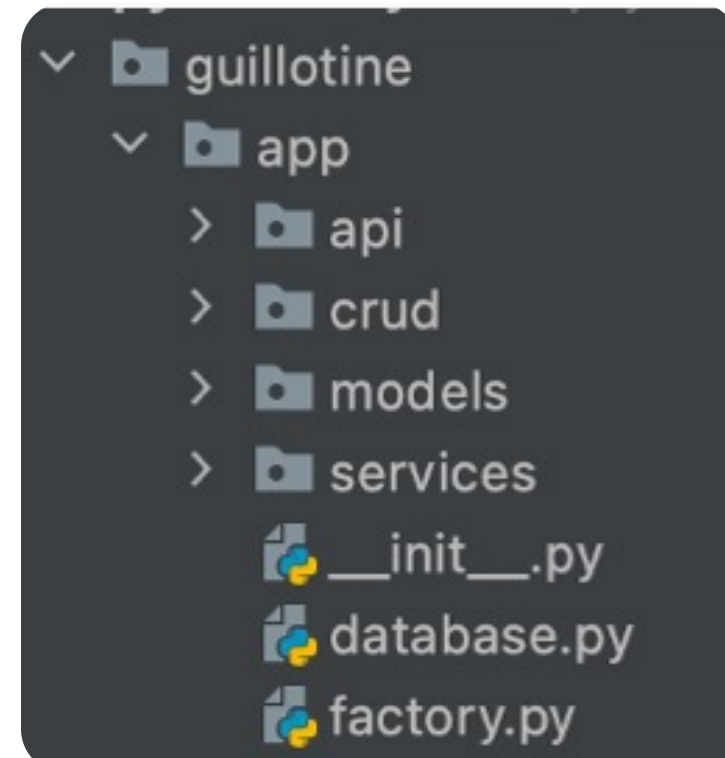 guillotine
app
api
crud
models
services
__init__.py
database.py
factory.py